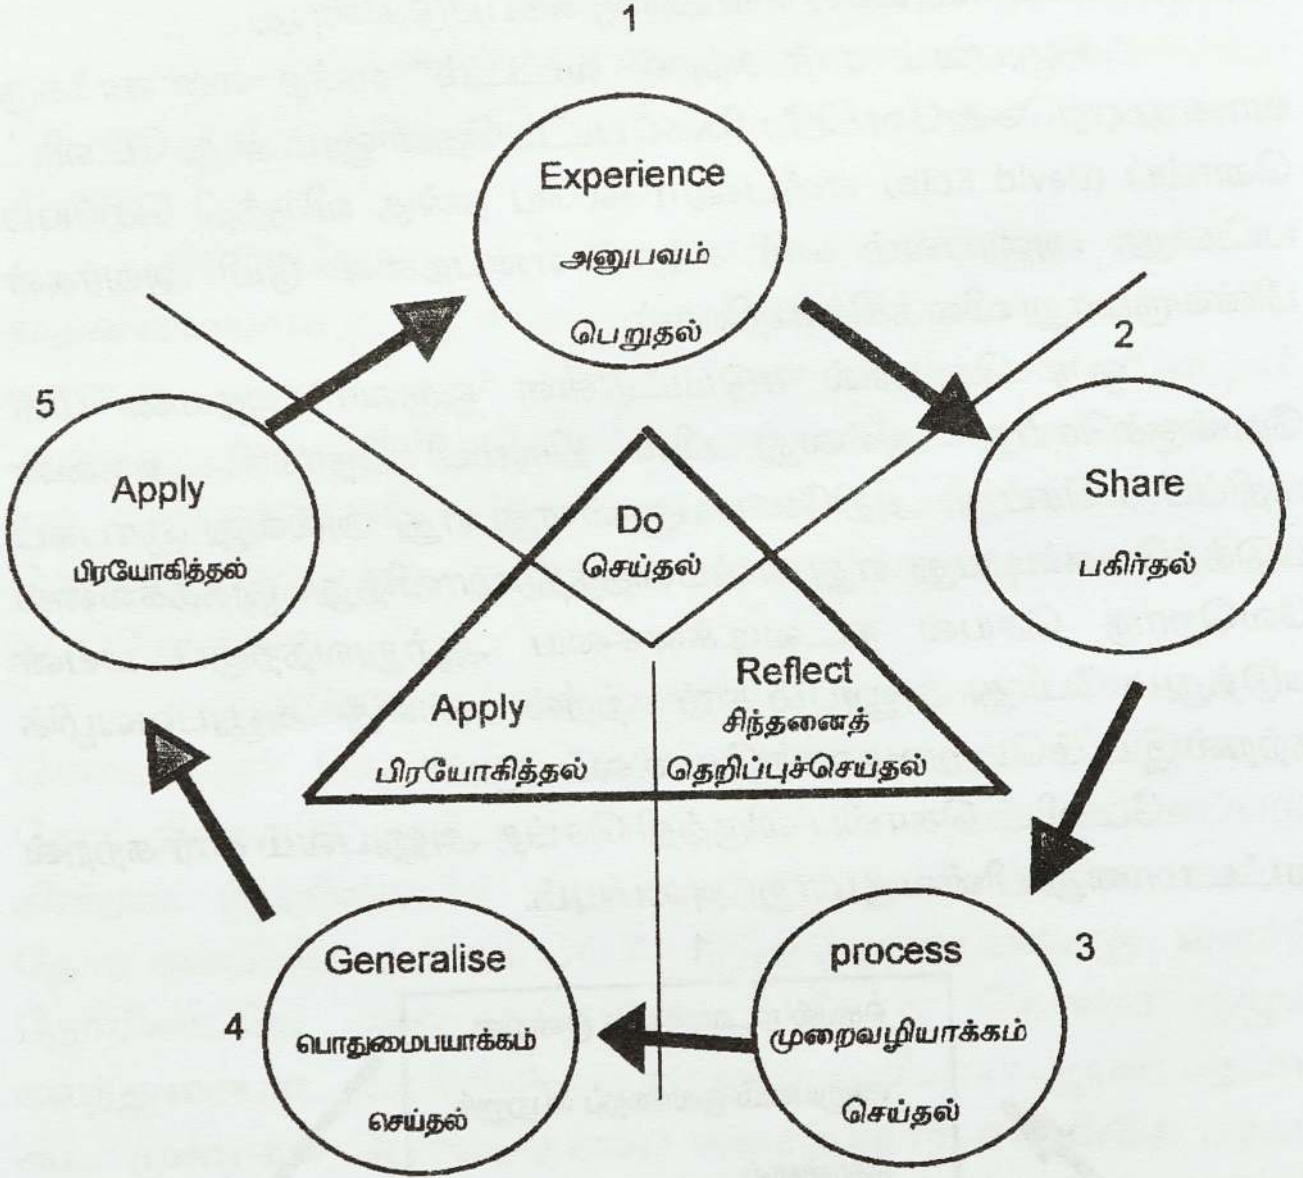 1
Experience
அனுபவம்
பெறுதல்
2
Share
பகிர்தல்
3
process
முறைவழியாக்கம்
செய்தல்
4
Generalise
பொதுமைபயாக்கம்
செய்தல்
5
Apply
பிரயோகித்தல்
Do
செய்தல்
Reflect
சிந்தனைத்
தெறிப்புச்செய்தல்
Apply
பிரயோகித்தல்